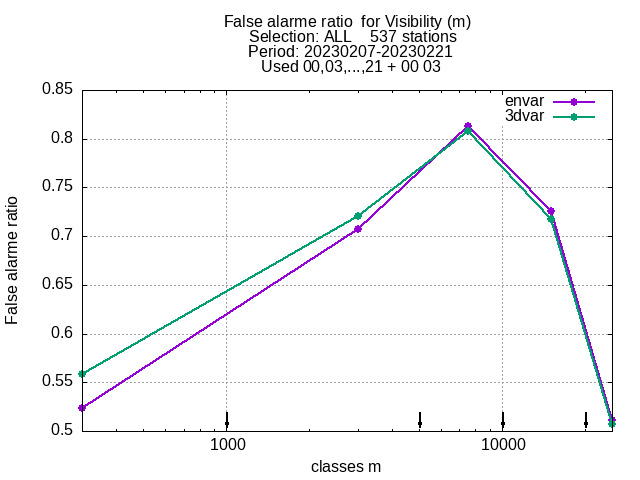 False alarme ratio  for Visibility (m)
Selection: ALL    537 stations
Period: 20230207-20230221
Used 00,03,...,21 + 00 03
envar
3dvar
False alarme ratio
0.85
0.8
0.75
0.7
0.65
0.6
0.55
0.5
1000 10000
classes m